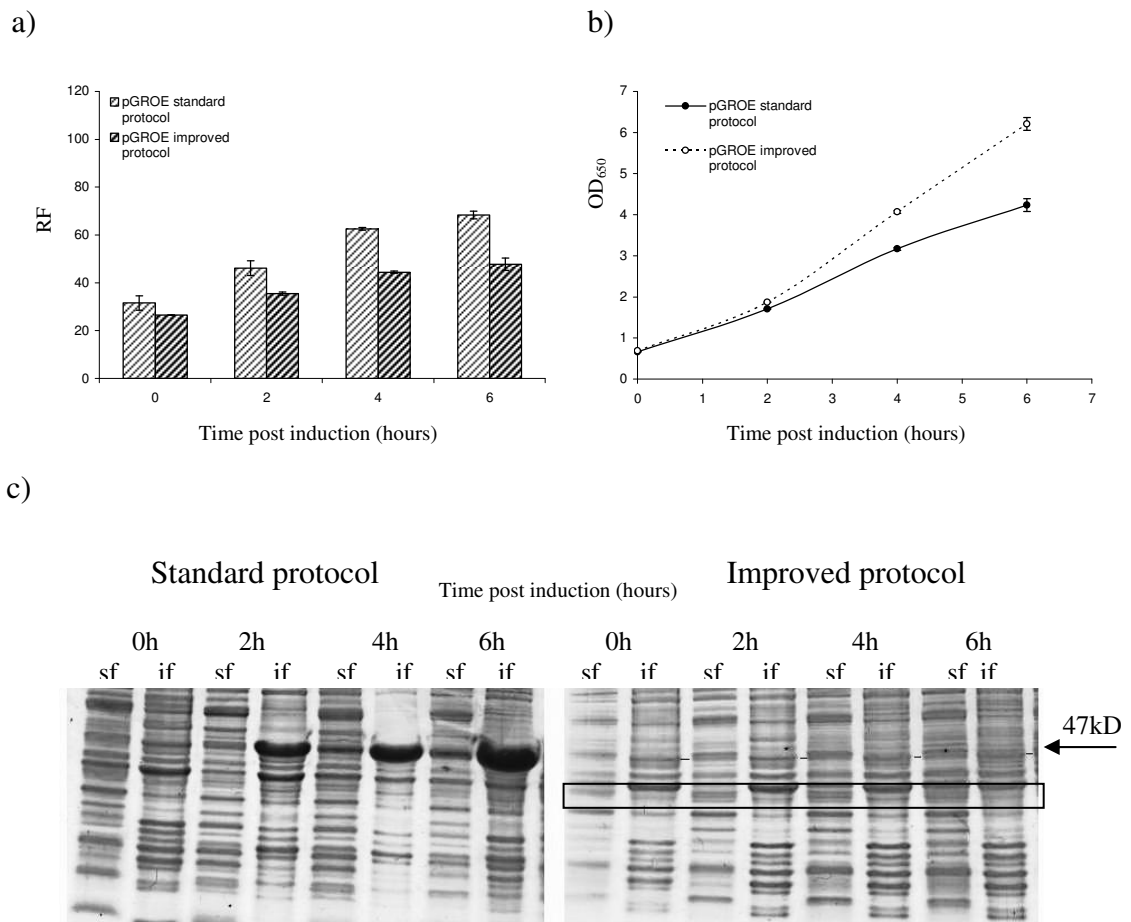 a)
120
100
80
60
40
20
0
RF
pGROE standard
protocol
pGROE improved
protocol
0 2 4 6
Time post induction (hours)
b)
7
6
5
4
3
2
1
0
OD650
pGROE standard
protocol
pGROE improved
protocol
0 1 2 3 4 5 6 7
Time post induction (hours)
c)
Standard protocol
Time post induction (hours)
Improved protocol
0h 2h 4h 6h
sf if sf if sf if sf if
0h 2h 4h 6h
sf if sf if sf if sf if
47kD